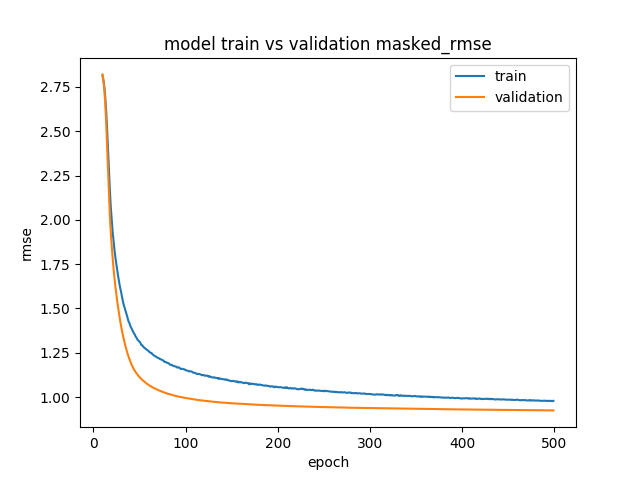 model train vs validation masked_rmse
train
validation
rmse
2.75
2.50
2.25
2.00
1.75
1.50
1.25
1.00
0 100 200 300 400 500
epoch